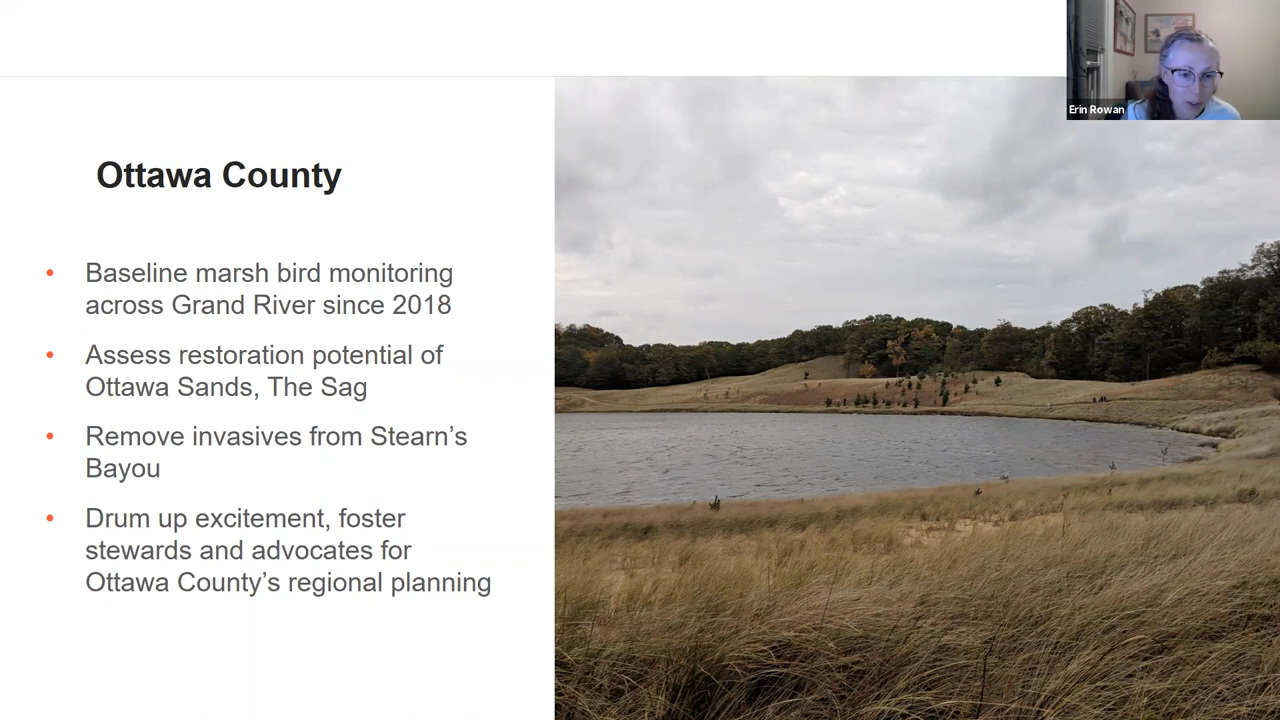 Erin Rowan
Ottawa County
• Baseline marsh bird monitoring
across Grand River since 2018
• Assess restoration potential of
Ottawa Sands, The Sag
• Remove invasives from Stearn’s
Bayou
• Drum up excitement, foster
stewards and advocates for
Ottawa County’s regional planning